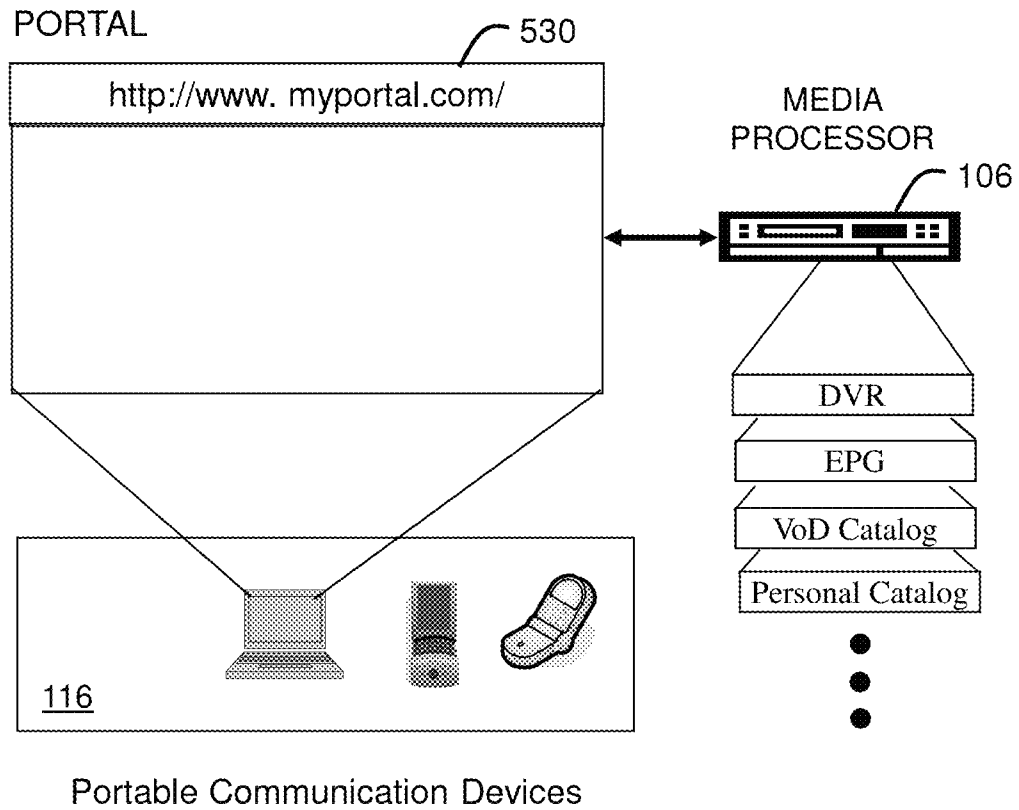 PORTAL
530
http://www. myportal.com/
MEDIA
PROCESSOR
106
DVR
EPG
VoD Catalog
Personal Catalog
116
Portable Communication Devices